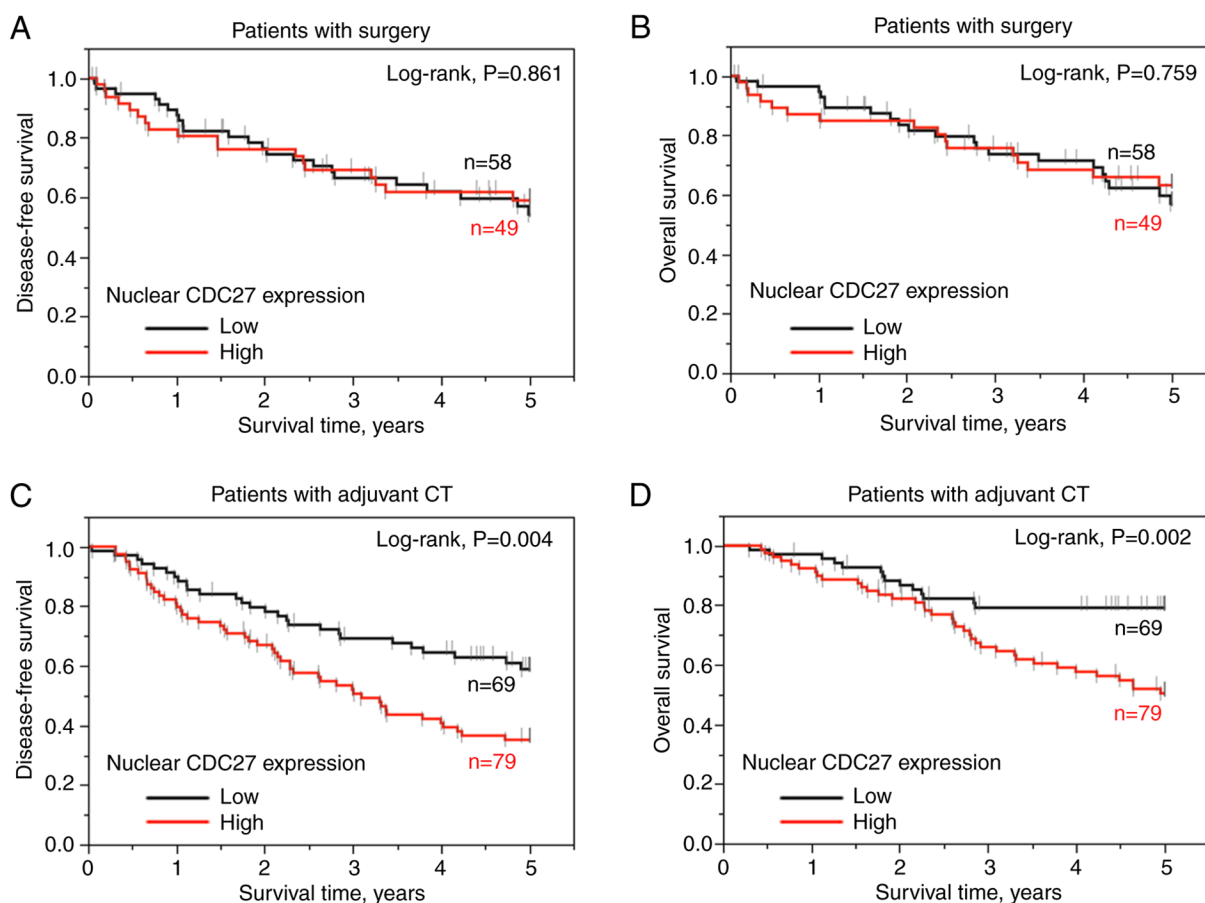 A
Patients with surgery
Log-rank, P=0.861
Disease-free survival
1.0
0.8
0.6
0.4
0.2
0.0
n=58
n=49
Nuclear CDC27 expression
Low
High
0 1 2 3 4 5
Survival time, years
B
Patients with surgery
Log-rank, P=0.759
Overall survival
1.0
0.8
0.6
0.4
0.2
0.0
n=58
n=49
Nuclear CDC27 expression
Low
High
0 1 2 3 4 5
Survival time, years
C
Patients with adjuvant CT
Log-rank, P=0.004
Disease-free survival
1.0
0.8
0.6
0.4
0.2
0.0
n=69
n=79
Nuclear CDC27 expression
Low
High
0 1 2 3 4 5
Survival time, years
D
Patients with adjuvant CT
Log-rank, P=0.002
Overall survival
1.0
0.8
0.6
0.4
0.2
0.0
n=69
n=79
Nuclear CDC27 expression
Low
High
0 1 2 3 4 5
Survival time, years